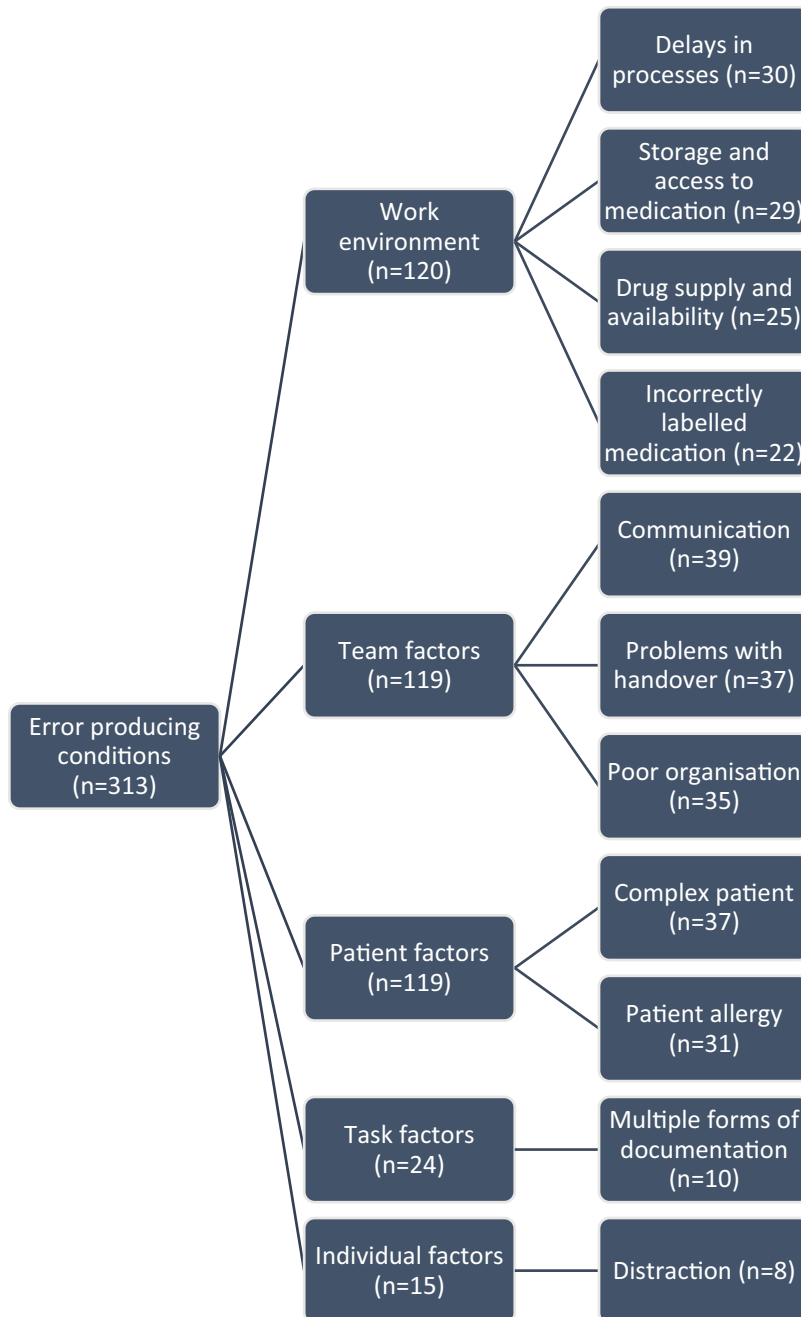 Delays in
processes (n=30)
Storage and
access to
medication (n=29)
Work
environment
(n=120)
Drug supply and
availability (n=25)
Incorrectly
labelled
medication (n=22)
Communication
(n=39)
Team factors
(n=119)
Problems with
handover (n=37)
Error producing
conditions
(n=313)
Poor organisation
(n=35)
Complex patient
(n=37)
Patient factors
(n=119)
Patient allergy
(n=31)
Task factors
(n=24)
Multiple forms of
documentation
(n=10)
Individual factors
(n=15)
Distraction (n=8)